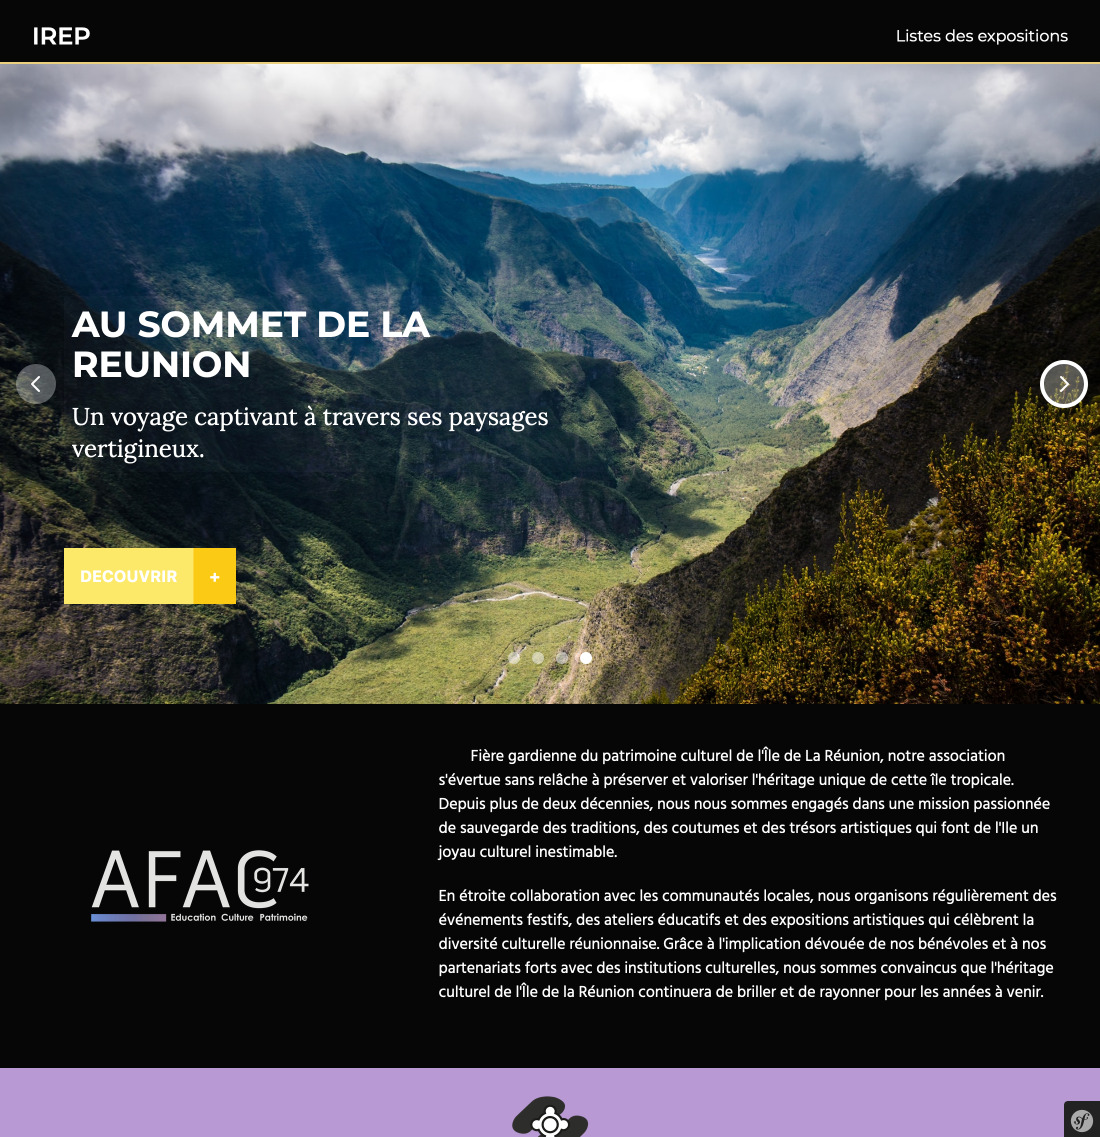 IREP
Listes des expositions
AU SOMMET DE LA
REUNION
Un voyage captivant à travers ses paysages
vertigineux.
DECOUVRIR +
Fière gardienne du patrimoine culturel de l'Île de La Réunion, notre association
s'évertue sans relâche à préserver et valoriser l'héritage unique de cette île tropicale.
Depuis plus de deux décennies, nous nous sommes engagés dans une mission passionnée
de sauvegarde des traditions, des coutumes et des trésors artistiques qui font de l'Ile un
joyau culturel inestimable.
AFAC974
Education Culture Patrimoine
En étroite collaboration avec les communautés locales, nous organisons régulièrement des
événements festifs, des ateliers éducatifs et des expositions artistiques qui célèbrent la
diversité culturelle réunionnaise. Grâce à l'implication dévouée de nos bénévoles et à nos
partenariats forts avec des institutions culturelles, nous sommes convaincus que l'héritage
culturel de l'Île de la Réunion continuera de briller et de rayonner pour les années à venir.
sf